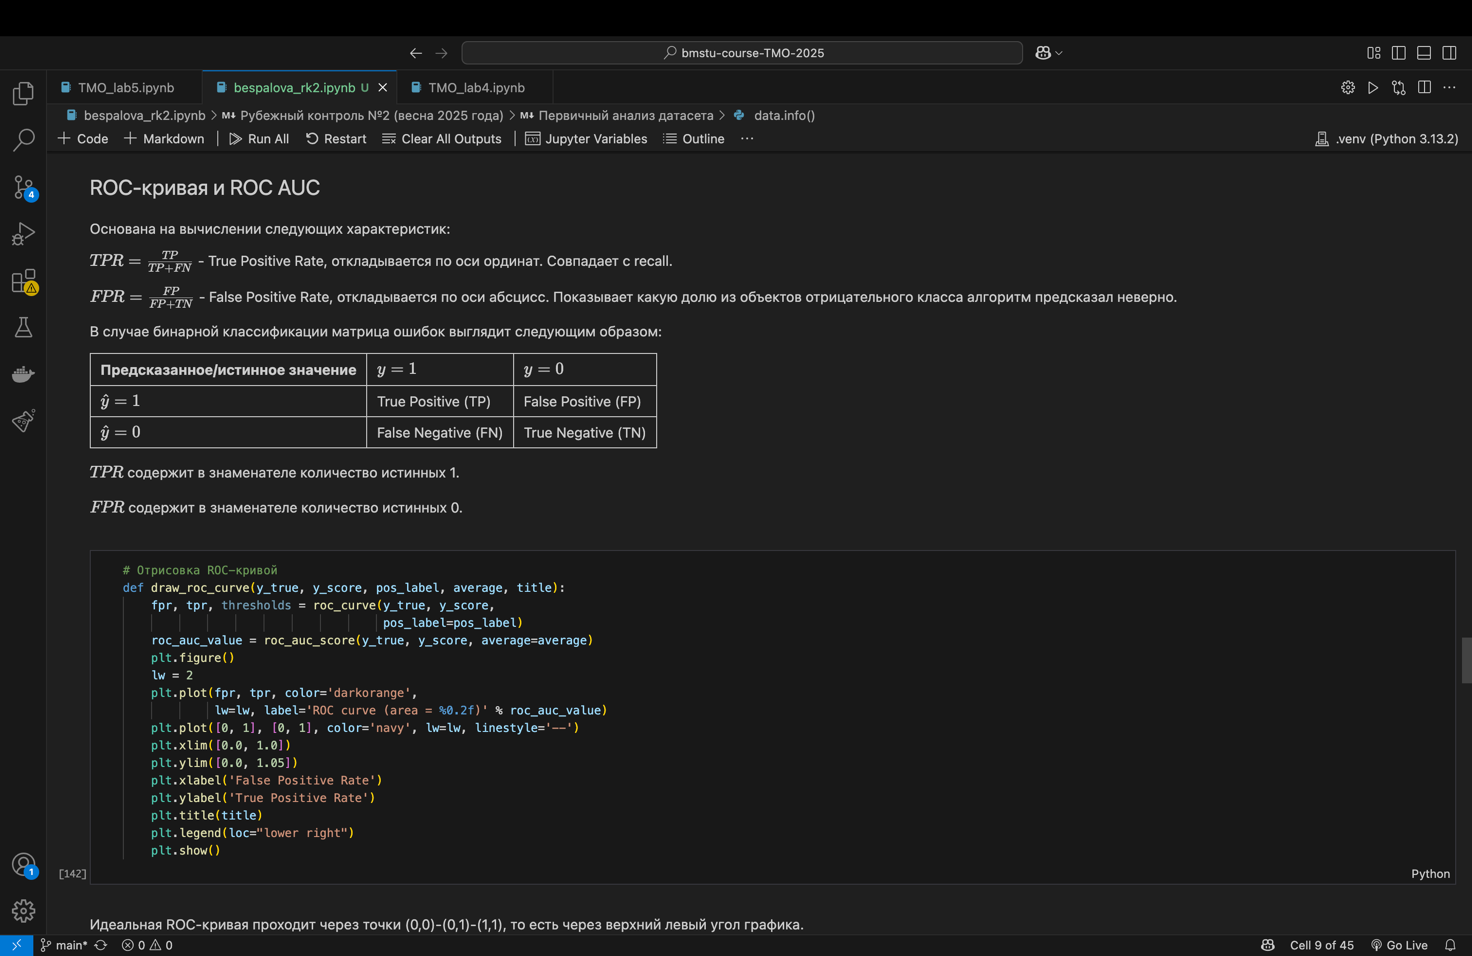 bmstu-course-TMO-2025
TMO_lab5.ipynb
bespalova_rk2.ipynb U
TMO_lab4.ipynb
bespalova_rk2.ipynb > M↓ Рубежный контроль №2 (весна 2025 года) > M↓ Первичный анализ датасета > data.info()
+ Code + Markdown | Run All Restart Clear All Outputs | Jupyter Variables Outline ···
.venv (Python 3.13.2)
ROC-кривая и ROC AUC
Основана на вычислении следующих характеристик:
TPR = TP / TP+FN - True Positive Rate, откладывается по оси ординат. Совпадает с recall.
FPR = FP / FP+TN - False Positive Rate, откладывается по оси абсцисс. Показывает какую долю из объектов отрицательного класса алгоритм предсказал неверно.
В случае бинарной классификации матрица ошибок выглядит следующим образом:
Предсказанное/истинное значение y = 1 y = 0
ŷ = 1 True Positive (TP) False Positive (FP)
ŷ = 0 False Negative (FN) True Negative (TN)
TPR содержит в знаменателе количество истинных 1.
FPR содержит в знаменателе количество истинных 0.
# Отрисовка ROC-кривой
def draw_roc_curve(y_true, y_score, pos_label, average, title):
fpr, tpr, thresholds = roc_curve(y_true, y_score,
pos_label=pos_label)
roc_auc_value = roc_auc_score(y_true, y_score, average=average)
plt.figure()
lw = 2
plt.plot(fpr, tpr, color='darkorange',
lw=lw, label='ROC curve (area = %0.2f)' % roc_auc_value)
plt.plot([0, 1], [0, 1], color='navy', lw=lw, linestyle='--')
plt.xlim([0.0, 1.0])
plt.ylim([0.0, 1.05])
plt.xlabel('False Positive Rate')
plt.ylabel('True Positive Rate')
plt.title(title)
plt.legend(loc="lower right")
plt.show()
[142]
Python
Идеальная ROC-кривая проходит через точки (0,0)-(0,1)-(1,1), то есть через верхний левый угол графика.
4
1
main* 0 0
Cell 9 of 45 Go Live